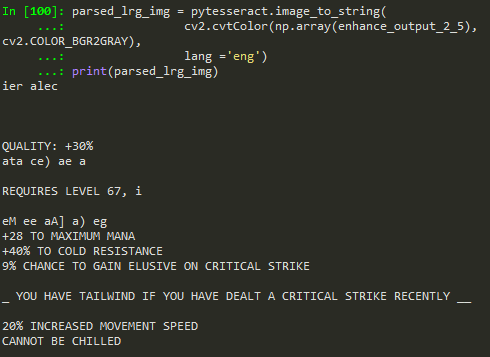 In [100]: parsed_lrg_img = pytesseract.image_to_string(
...: cv2.cvtColor(np.array(enhance_output_2_5),
cv2.COLOR_BGR2GRAY),
...: lang ='eng')
...: print(parsed_lrg_img)
ier alec
QUALITY: +30%
ata ce) ae a
REQUIRES LEVEL 67, i
eM ee aA] a) eg
+28 TO MAXIMUM MANA
+40% TO COLD RESISTANCE
9% CHANCE TO GAIN ELUSIVE ON CRITICAL STRIKE
_ YOU HAVE TAILWIND IF YOU HAVE DEALT A CRITICAL STRIKE RECENTLY __
20% INCREASED MOVEMENT SPEED
CANNOT BE CHILLED